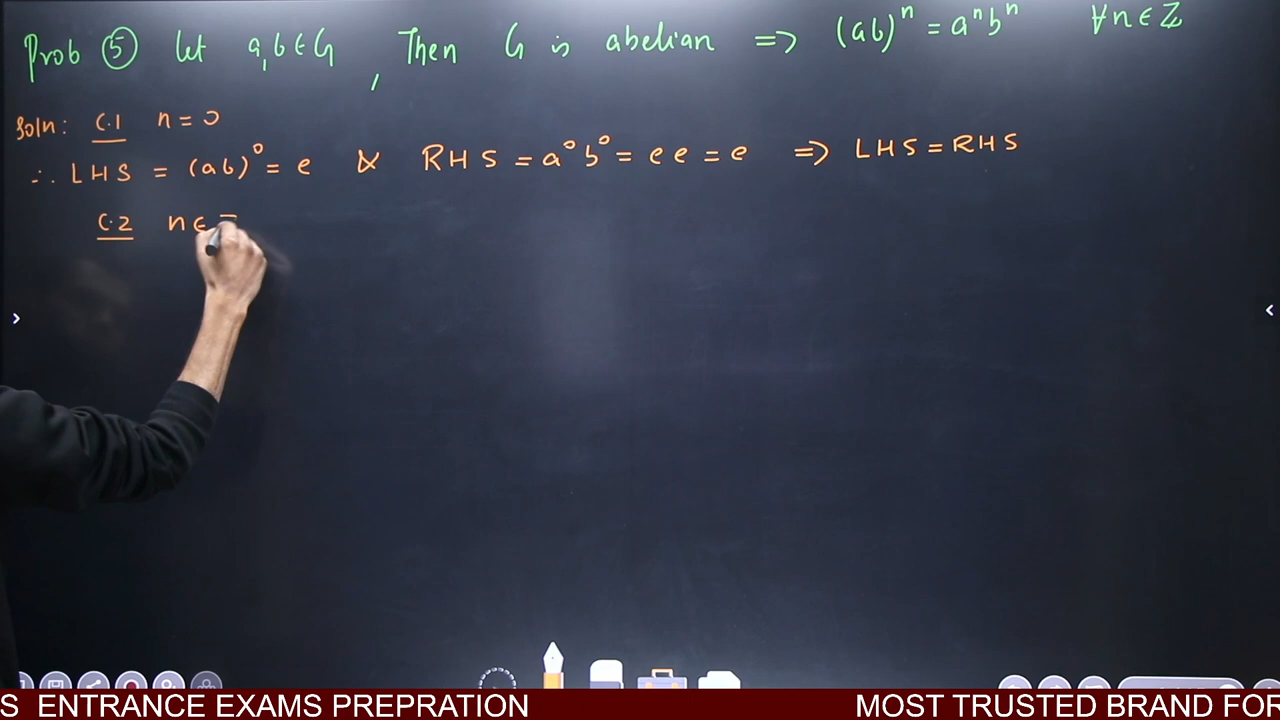 Prob ⑤ Let a,b∈G, Then G is abelian => (ab)ⁿ = aⁿbⁿ ∀n∈ℤ
Soln: C.1 n=0
∴ LHS = (ab)⁰ = e & RHS = a⁰b⁰ = ee = e => LHS = RHS
C.2 n∈
S ENTRANCE EXAMS PREPRATION MOST TRUSTED BRAND FOR